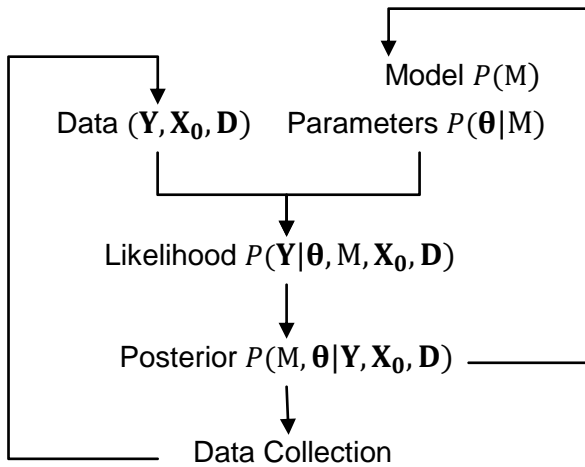 Model P(M)
Data (Y, X₀, D) Parameters P(θ|M)
Likelihood P(Y|θ, M, X₀, D)
Posterior P(M, θ|Y, X₀, D)
Data Collection